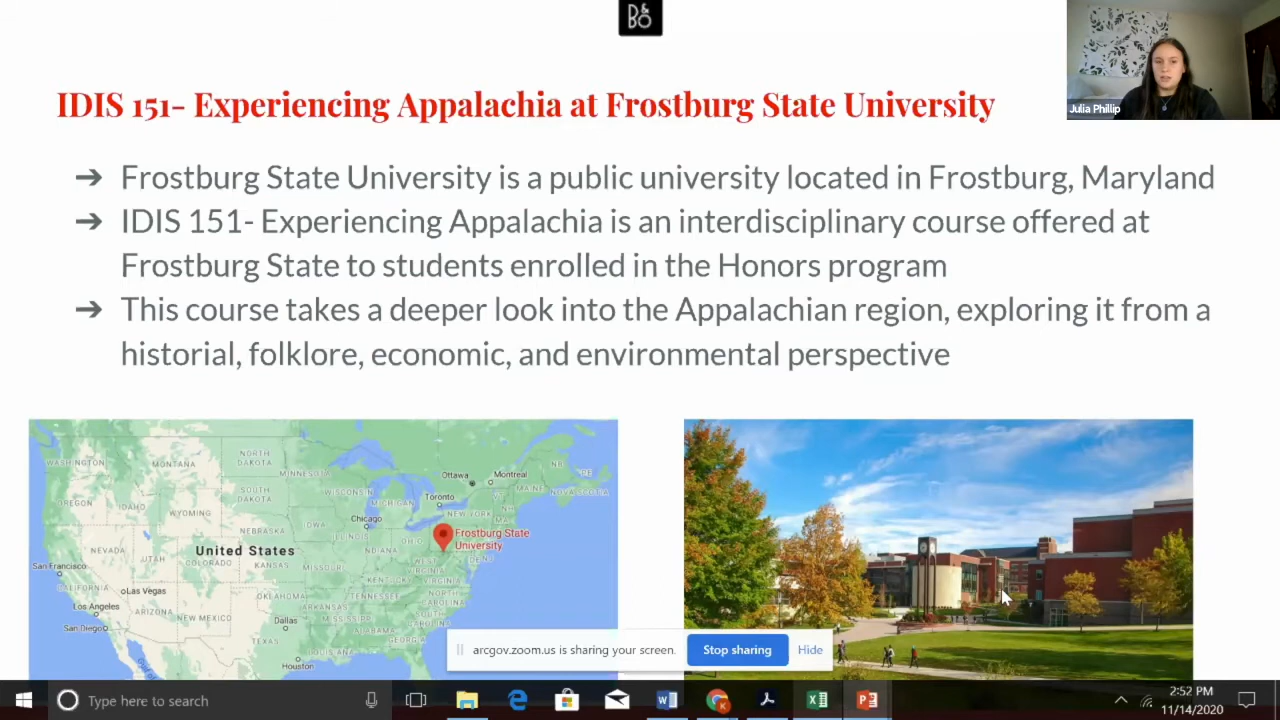 B&O
IDIS 151- Experiencing Appalachia at Frostburg State University
Julia Phillip
➔ Frostburg State University is a public university located in Frostburg, Maryland
➔ IDIS 151- Experiencing Appalachia is an interdisciplinary course offered at
Frostburg State to students enrolled in the Honors program
➔ This course takes a deeper look into the Appalachian region, exploring it from a
historial, folklore, economic, and environmental perspective
WASHINGTON
MONTANA
NORTH
DAKOTA
MINNESOTA
Ottawa
Montreal
NB
PE
MAINE
NOVA SCOTIA
OREGON
IDAHO
SOUTH
DAKOTA
WISCONSIN
MICHIGAN
Toronto
VT
NH
WYOMING
IOWA
Chicago
NEW YORK
MA
NEBRASKA
ILLINOIS
OHIO
Frostburg State
University
NEVADA
UTAH
COLORADO
United States
KANSAS
MISSOURI
INDIANA
WEST
VIRGINIA
San Francisco
CALIFORNIA
Las Vegas
KENTUCKY
VIRGINIA
Los Angeles
ARIZONA
NEW MEXICO
OKLAHOMA
ARKANSAS
TENNESSEE
NORTH
CAROLINA
San Diego
Dallas
MISSISSIPPI
SOUTH
CAROLINA
TEXAS
ALABAMA
GEORGIA
LOUISIANA
Houston
arcgov.zoom.us is sharing your screen.
Stop sharing
Hide
Type here to search
2:52 PM
11/14/2020